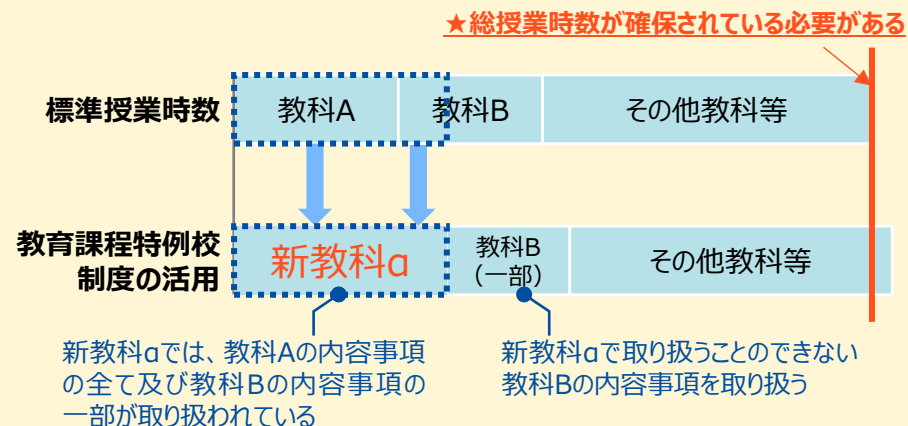 ★総授業時数が確保されている必要がある
標準授業時数
教科A
教科B
その他教科等
教育課程特例校
制度の活用
新教科α
教科B
（一部）
その他教科等
新教科αでは、教科Aの内容事項
の全て及び教科Bの内容事項の
一部が取り扱われている
新教科αで取り扱うことのできない
教科Bの内容事項を取り扱う